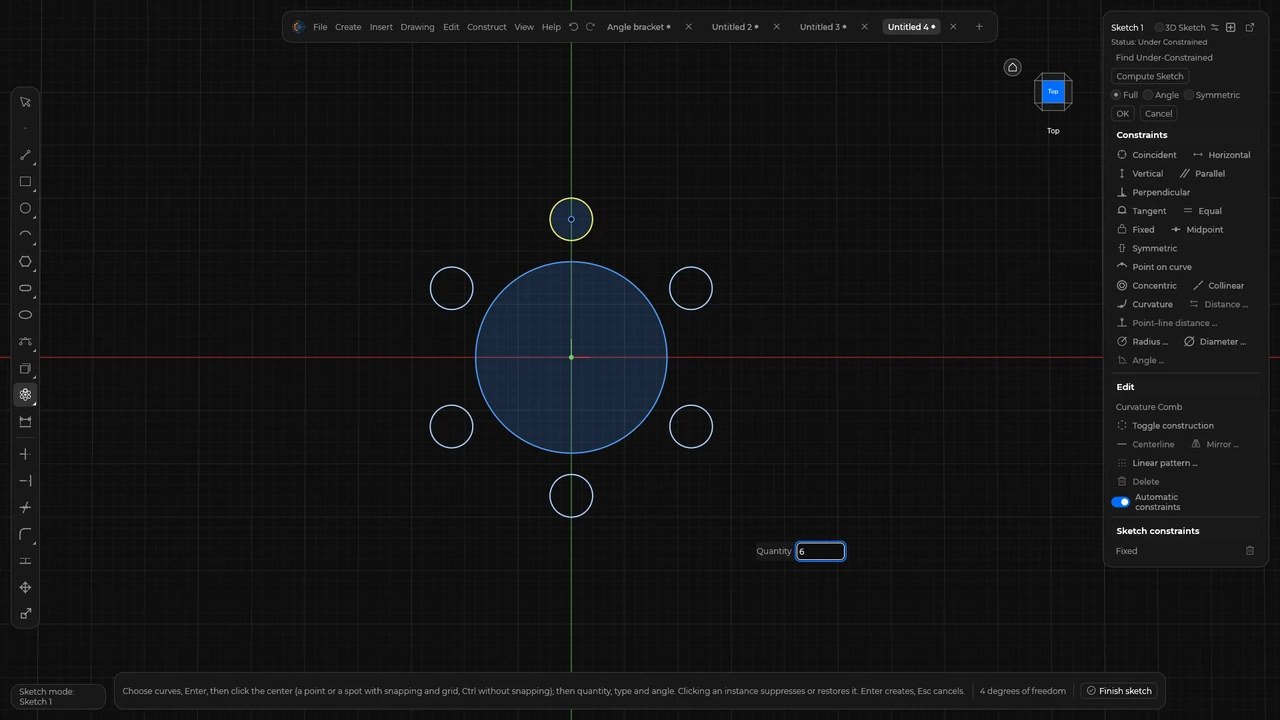 File Create Insert Drawing Edit Construct View Help Angle bracket * Untitled 2 * Untitled 3 * Untitled 4 *
Top
Top
Sketch 1 3D Sketch
Status: Under Constrained
Find Under-Constrained
Compute Sketch
Full Angle Symmetric
OK Cancel
Constraints
Coincident Horizontal
Vertical Parallel
Perpendicular
Tangent Equal
Fixed Midpoint
Symmetric
Point on curve
Concentric Collinear
Curvature Distance ...
Point–line distance ...
Radius ... Diameter ...
Angle ...
Edit
Curvature Comb
Toggle construction
Centerline Mirror ...
Linear pattern ...
Delete
Automatic
constraints
Sketch constraints
Fixed
Quantity 6
Sketch mode:
Sketch 1
Choose curves, Enter, then click the center (a point or a spot with snapping and grid, Ctrl without snapping); then quantity, type and angle. Clicking an instance suppresses or restores it. Enter creates, Esc cancels. 4 degrees of freedom Finish sketch